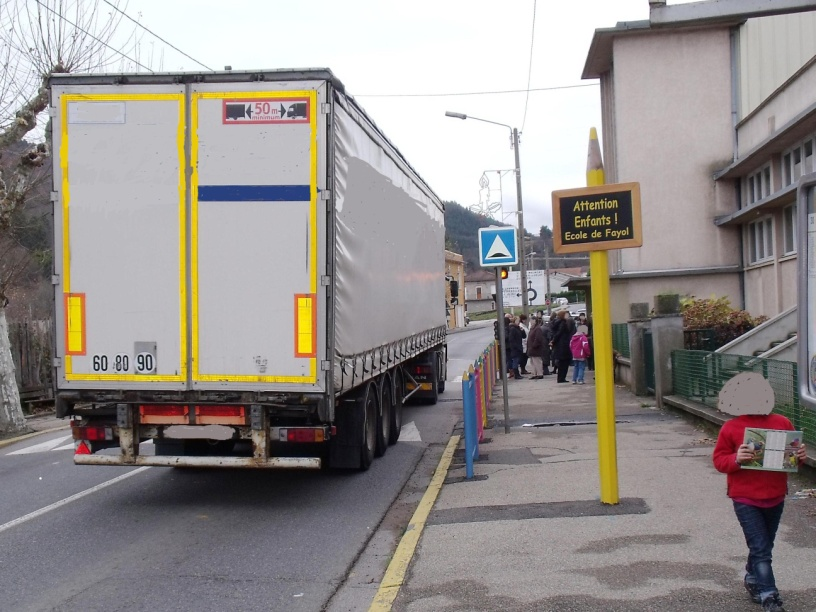 50m
minimum
Attention
Enfants !
Ecole de Fayol
60 80 90